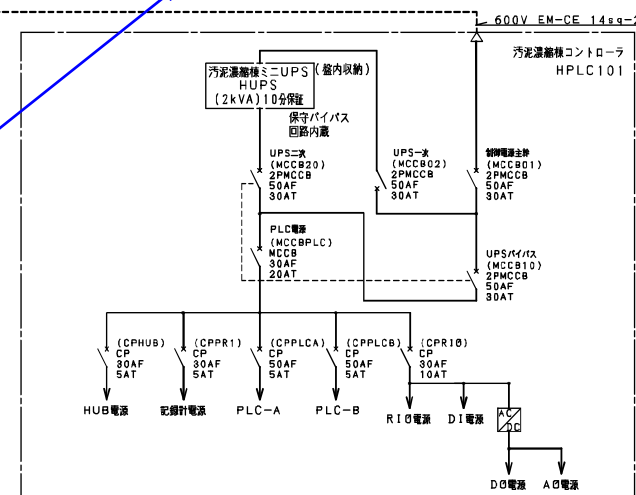 600V EM-CE 14sq-2
汚泥濃縮棟コントローラ
HPLC101
汚泥濃縮棟ミニUPS
HUPS
(2kVA)10分保証
(盤内収納)
保守バイパス
回路内蔵
UPS二次
(MCCB20)
2PMCCB
50AF
30AT
UPS一次
(MCCB02)
2PMCCB
50AF
30AT
制御電源主幹
(MCCB01)
2PMCCB
50AF
30AT
PLC電源
(MCCBPLC)
MCCB
30AF
20AT
UPSバイパス
(MCCB10)
2PMCCB
50AF
30AT
(CPHUB)
CP
30AF
5AT
(CPPR1)
CP
30AF
5AT
(CPPLCA)
CP
50AF
5AT
(CPPLCB)
CP
50AF
5AT
(CPRIO)
CP
30AF
10AT
HUB電源
記録計電源
PLC-A
PLC-B
RIO電源
DI電源
AC
DC
DO電源
AO電源